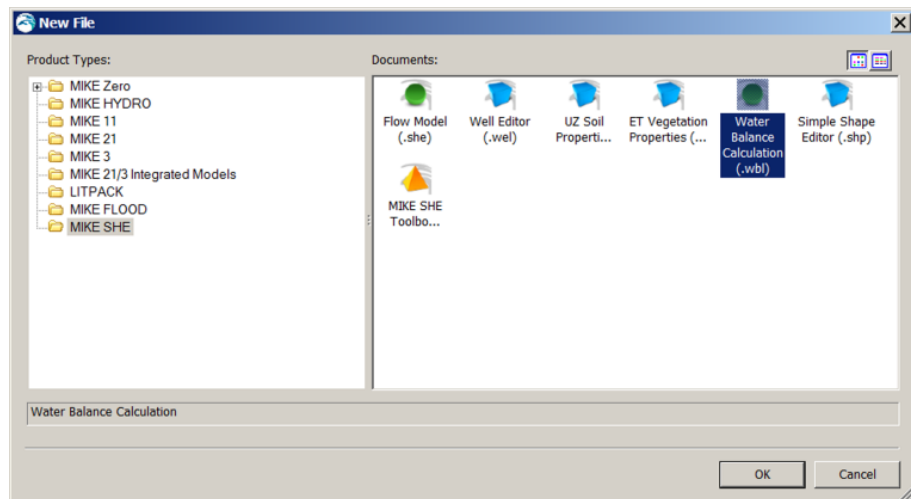 New File
Product Types:
Documents:
MIKE Zero
MIKE HYDRO
MIKE 11
MIKE 21
MIKE 3
MIKE 21/3 Integrated Models
LITPACK
MIKE FLOOD
MIKE SHE
Flow Model
(.she)
Well Editor
(.wel)
UZ Soil
Properti...
ET Vegetation
Properties (...
Water
Balance
Calculation
(.wbl)
Simple Shape
Editor (.shp)
MIKE SHE
Toolbo...
Water Balance Calculation
OK
Cancel